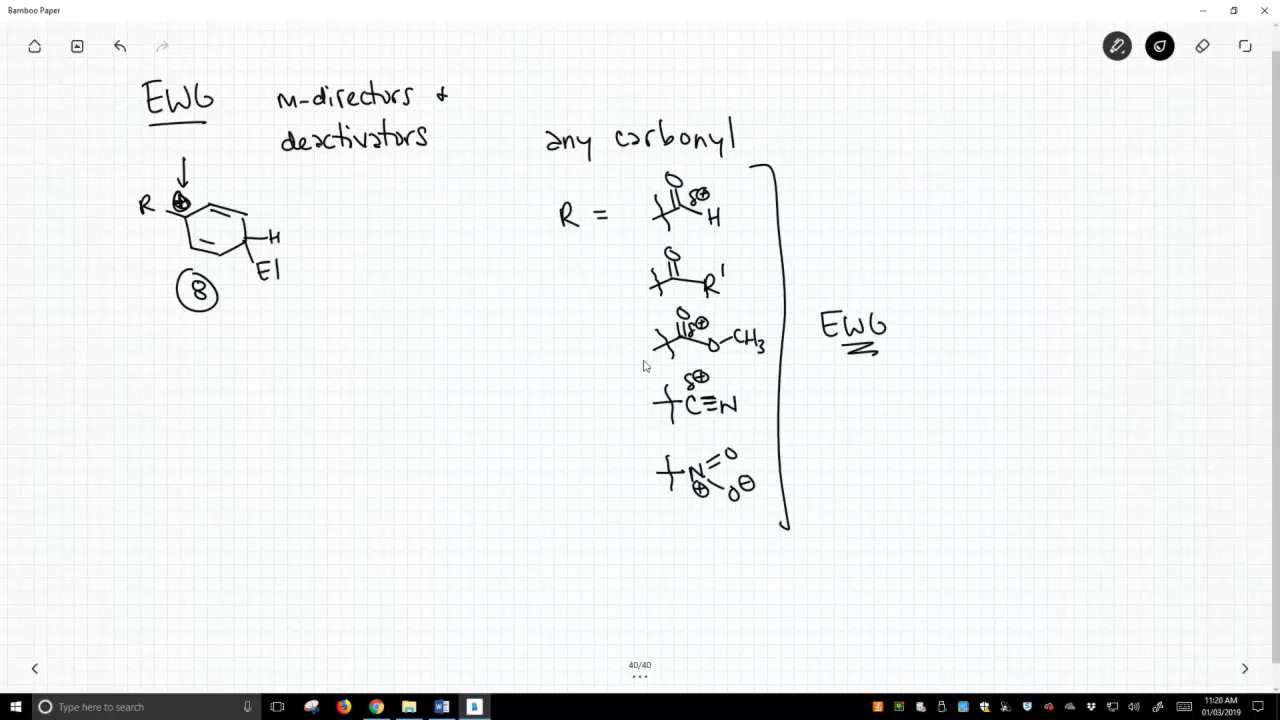 Bamboo Paper
EWG m-directors +
deactivators
any carbonyl
R ⊕
H
El
8
R = O δ⊕ H
O R'
O δ⊕ O CH3
δ⊕
C≡N
N ⊕ O O ⊖
EWG
40/40
Type here to search
11:20 AM
01/03/2019